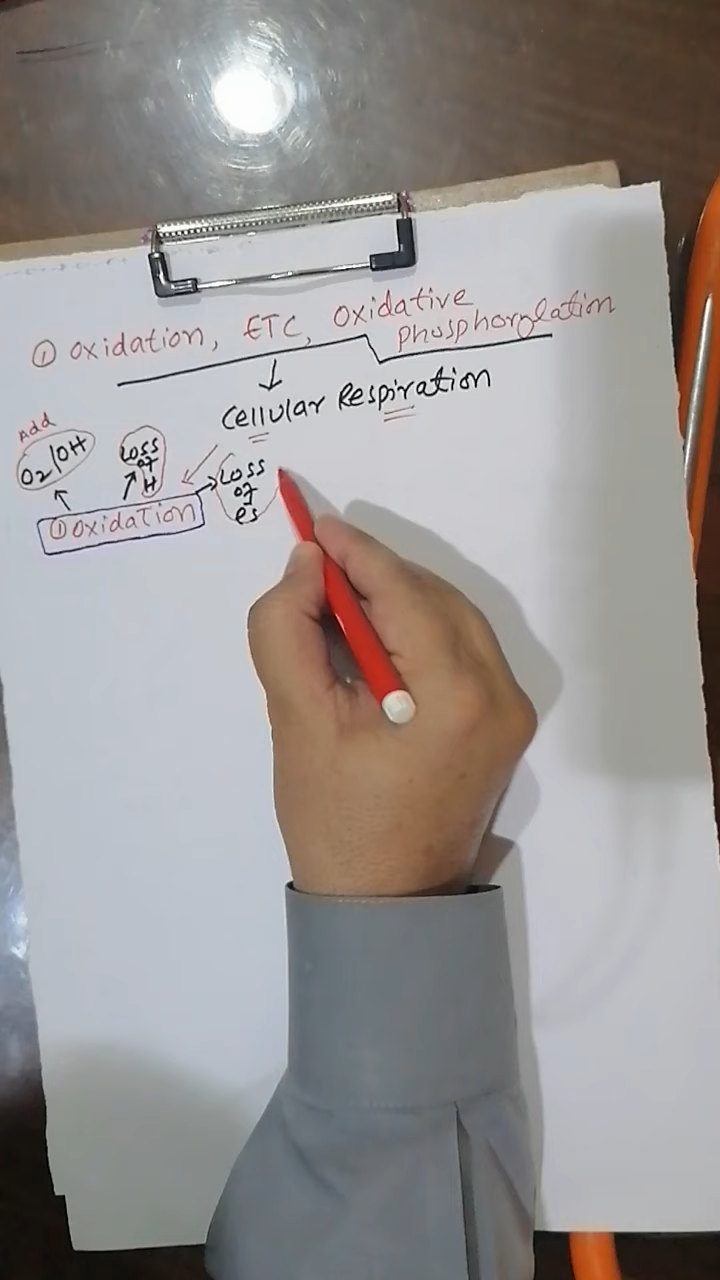 ① Oxidation, ETC, Oxidative
phosphorylation
Cellular Respiration
Add
O2/OH
Loss
of
H
Loss
of
es
① Oxidation